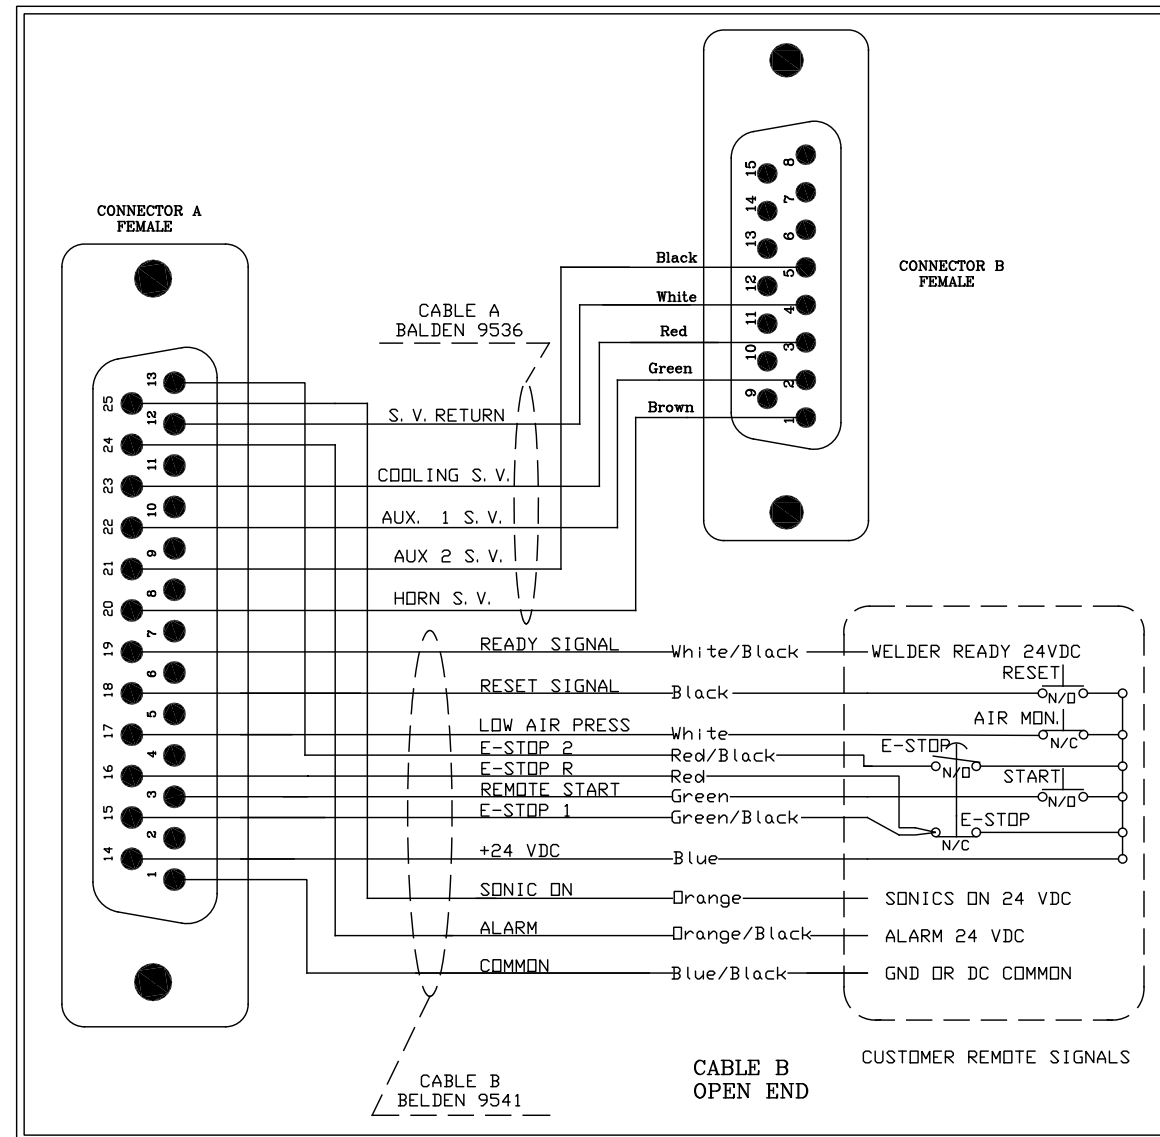 CONNECTOR A
FEMALE
13
25
12
24
11
23
10
22
9
21
8
20
7
19
6
18
5
17
4
16
3
15
2
14
1
15
8
14
7
13
6
12
5
11
4
10
3
9
2
1
CONNECTOR B
FEMALE
Black
White
Red
Green
Brown
CABLE A
BALDEN 9536
S. V. RETURN
COOLING S. V.
AUX. 1 S. V.
AUX 2 S. V.
HORN S. V.
READY SIGNAL White/Black WELDER READY 24VDC
RESET
RESET SIGNAL Black N/O
AIR MON.
LOW AIR PRESS White N/C
E-STOP
E-STOP 2 Red/Black N/O
E-STOP R Red
START
REMOTE START Green N/O
E-STOP 1 Green/Black E-STOP
N/C
+24 VDC Blue
SONIC ON Orange SONICS ON 24 VDC
ALARM Orange/Black ALARM 24 VDC
COMMON Blue/Black GND OR DC COMMON
CUSTOMER REMOTE SIGNALS
CABLE B
OPEN END
CABLE B
BELDEN 9541